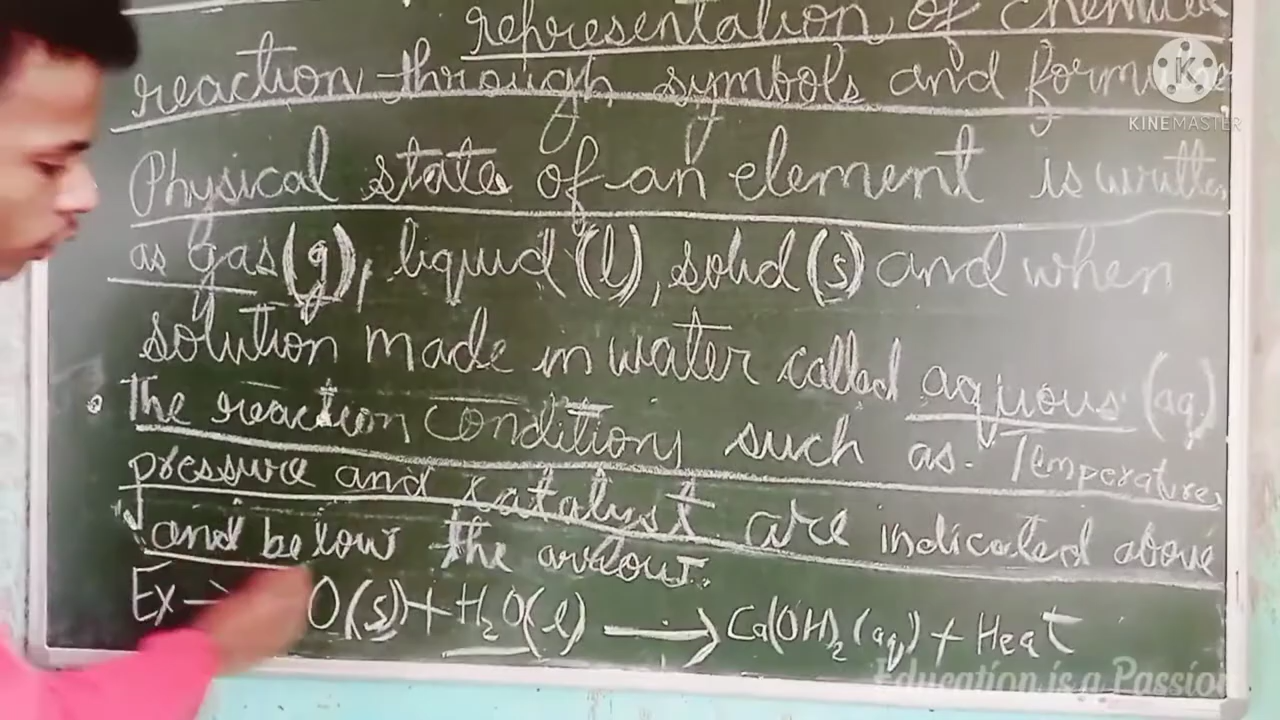 representation of chemical
reaction through symbols and formulas
KINEMASTER
Physical state of an element is written
as gas (g), liquid (l), solid (s) and when
solution made in water called aquous (aq)
The reaction conditions such as Temperature,
pressure and catalyst are indicated above
and below the arrow.
Ex → O(s) + H₂O(l) → Ca(OH)₂(aq) + Heat
Education is a Passion